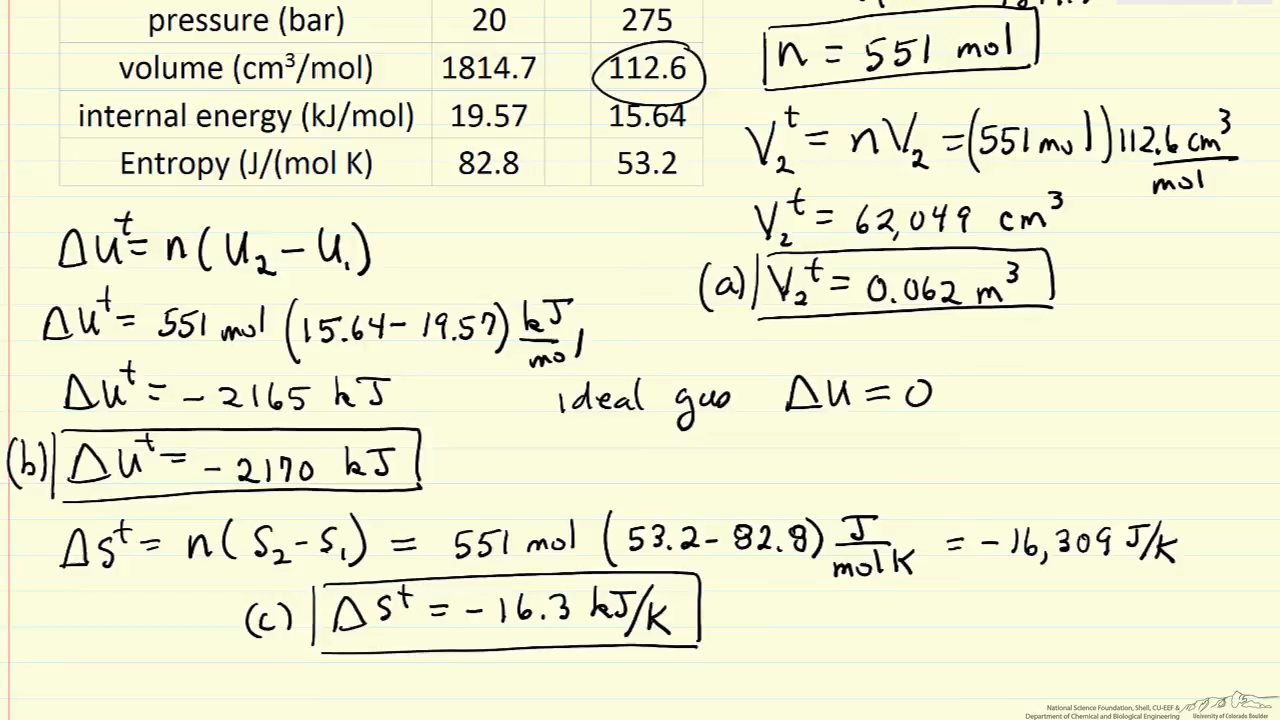 pressure (bar) 20 275
volume (cm³/mol) 1814.7 112.6
internal energy (kJ/mol) 19.57 15.64
Entropy (J/(mol K) 82.8 53.2
n = 551 mol
V₂ᵗ = nV₂ = (551 mol) 112.6 cm³/mol
V₂ᵗ = 62,049 cm³
(a) V₂ᵗ = 0.062 m³
ΔUᵗ = n(U₂ - U₁)
ΔUᵗ = 551 mol (15.64 - 19.57) kJ/mol
ΔUᵗ = - 2165 kJ
ideal gas ΔU = 0
(b) ΔUᵗ = - 2170 kJ
ΔSᵗ = n(S₂ - S₁) = 551 mol (53.2 - 82.8) J/mol K = -16,309 J/K
(c) ΔSᵗ = -16.3 kJ/K
National Science Foundation, Shell, CU-EEF &
Department of Chemical and Biological Engineering
University of Colorado Boulder